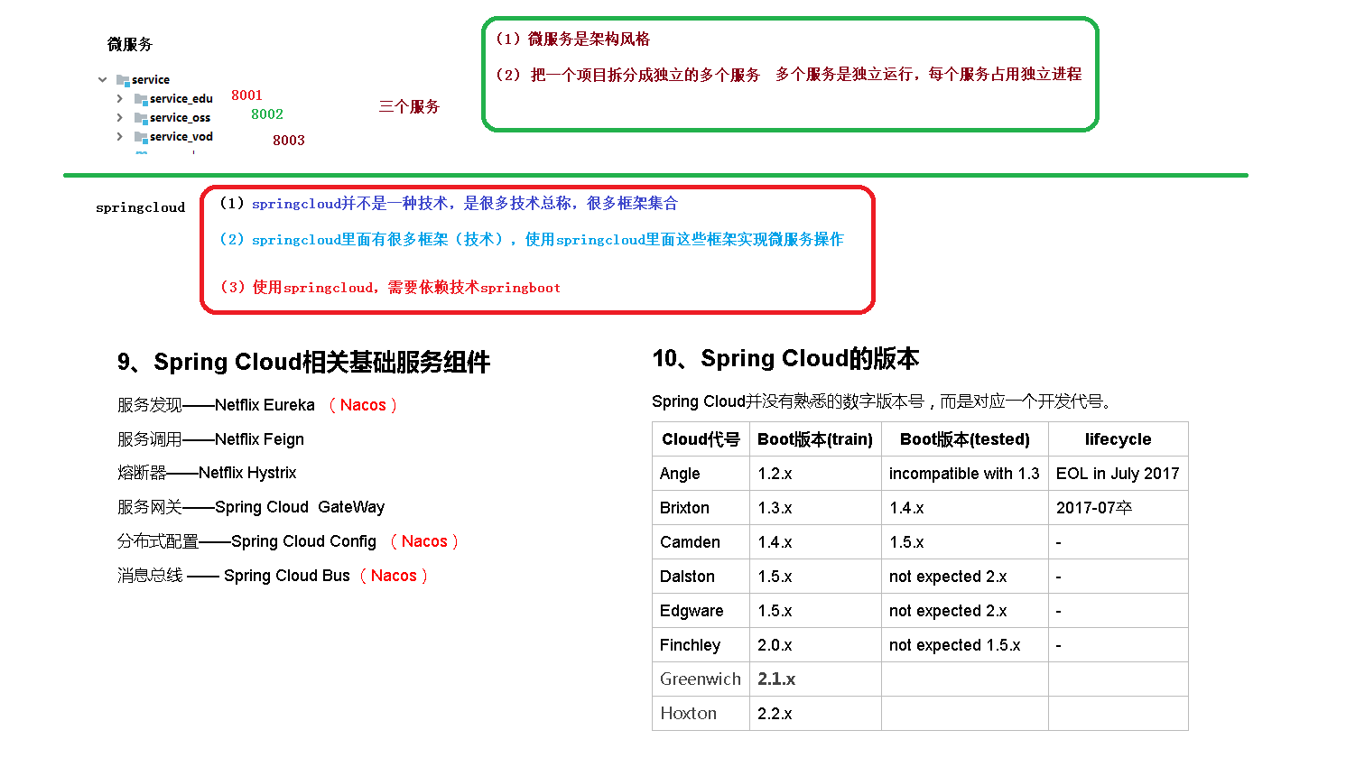 微服务
service
service_edu 8001
service_oss 8002
service_vod 8003
三个服务
（1）微服务是架构风格
（2） 把一个项目拆分成独立的多个服务 多个服务是独立运行，每个服务占用独立进程
springcloud
（1）springcloud并不是一种技术，是很多技术总称，很多框架集合
（2）springcloud里面有很多框架（技术），使用springcloud里面这些框架实现微服务操作
（3）使用springcloud，需要依赖技术springboot
9、Spring Cloud相关基础服务组件
服务发现——Netflix Eureka （ Nacos ）
服务调用——Netflix Feign
熔断器——Netflix Hystrix
服务网关——Spring Cloud GateWay
分布式配置——Spring Cloud Config （ Nacos ）
消息总线 —— Spring Cloud Bus （ Nacos ）
10、Spring Cloud的版本
Spring Cloud并没有熟悉的数字版本号，而是对应一个开发代号。
Cloud代号 Boot版本(train) Boot版本(tested) lifecycle
Angle 1.2.x incompatible with 1.3 EOL in July 2017
Brixton 1.3.x 1.4.x 2017-07卒
Camden 1.4.x 1.5.x -
Dalston 1.5.x not expected 2.x -
Edgware 1.5.x not expected 2.x -
Finchley 2.0.x not expected 1.5.x -
Greenwich 2.1.x
Hoxton 2.2.x